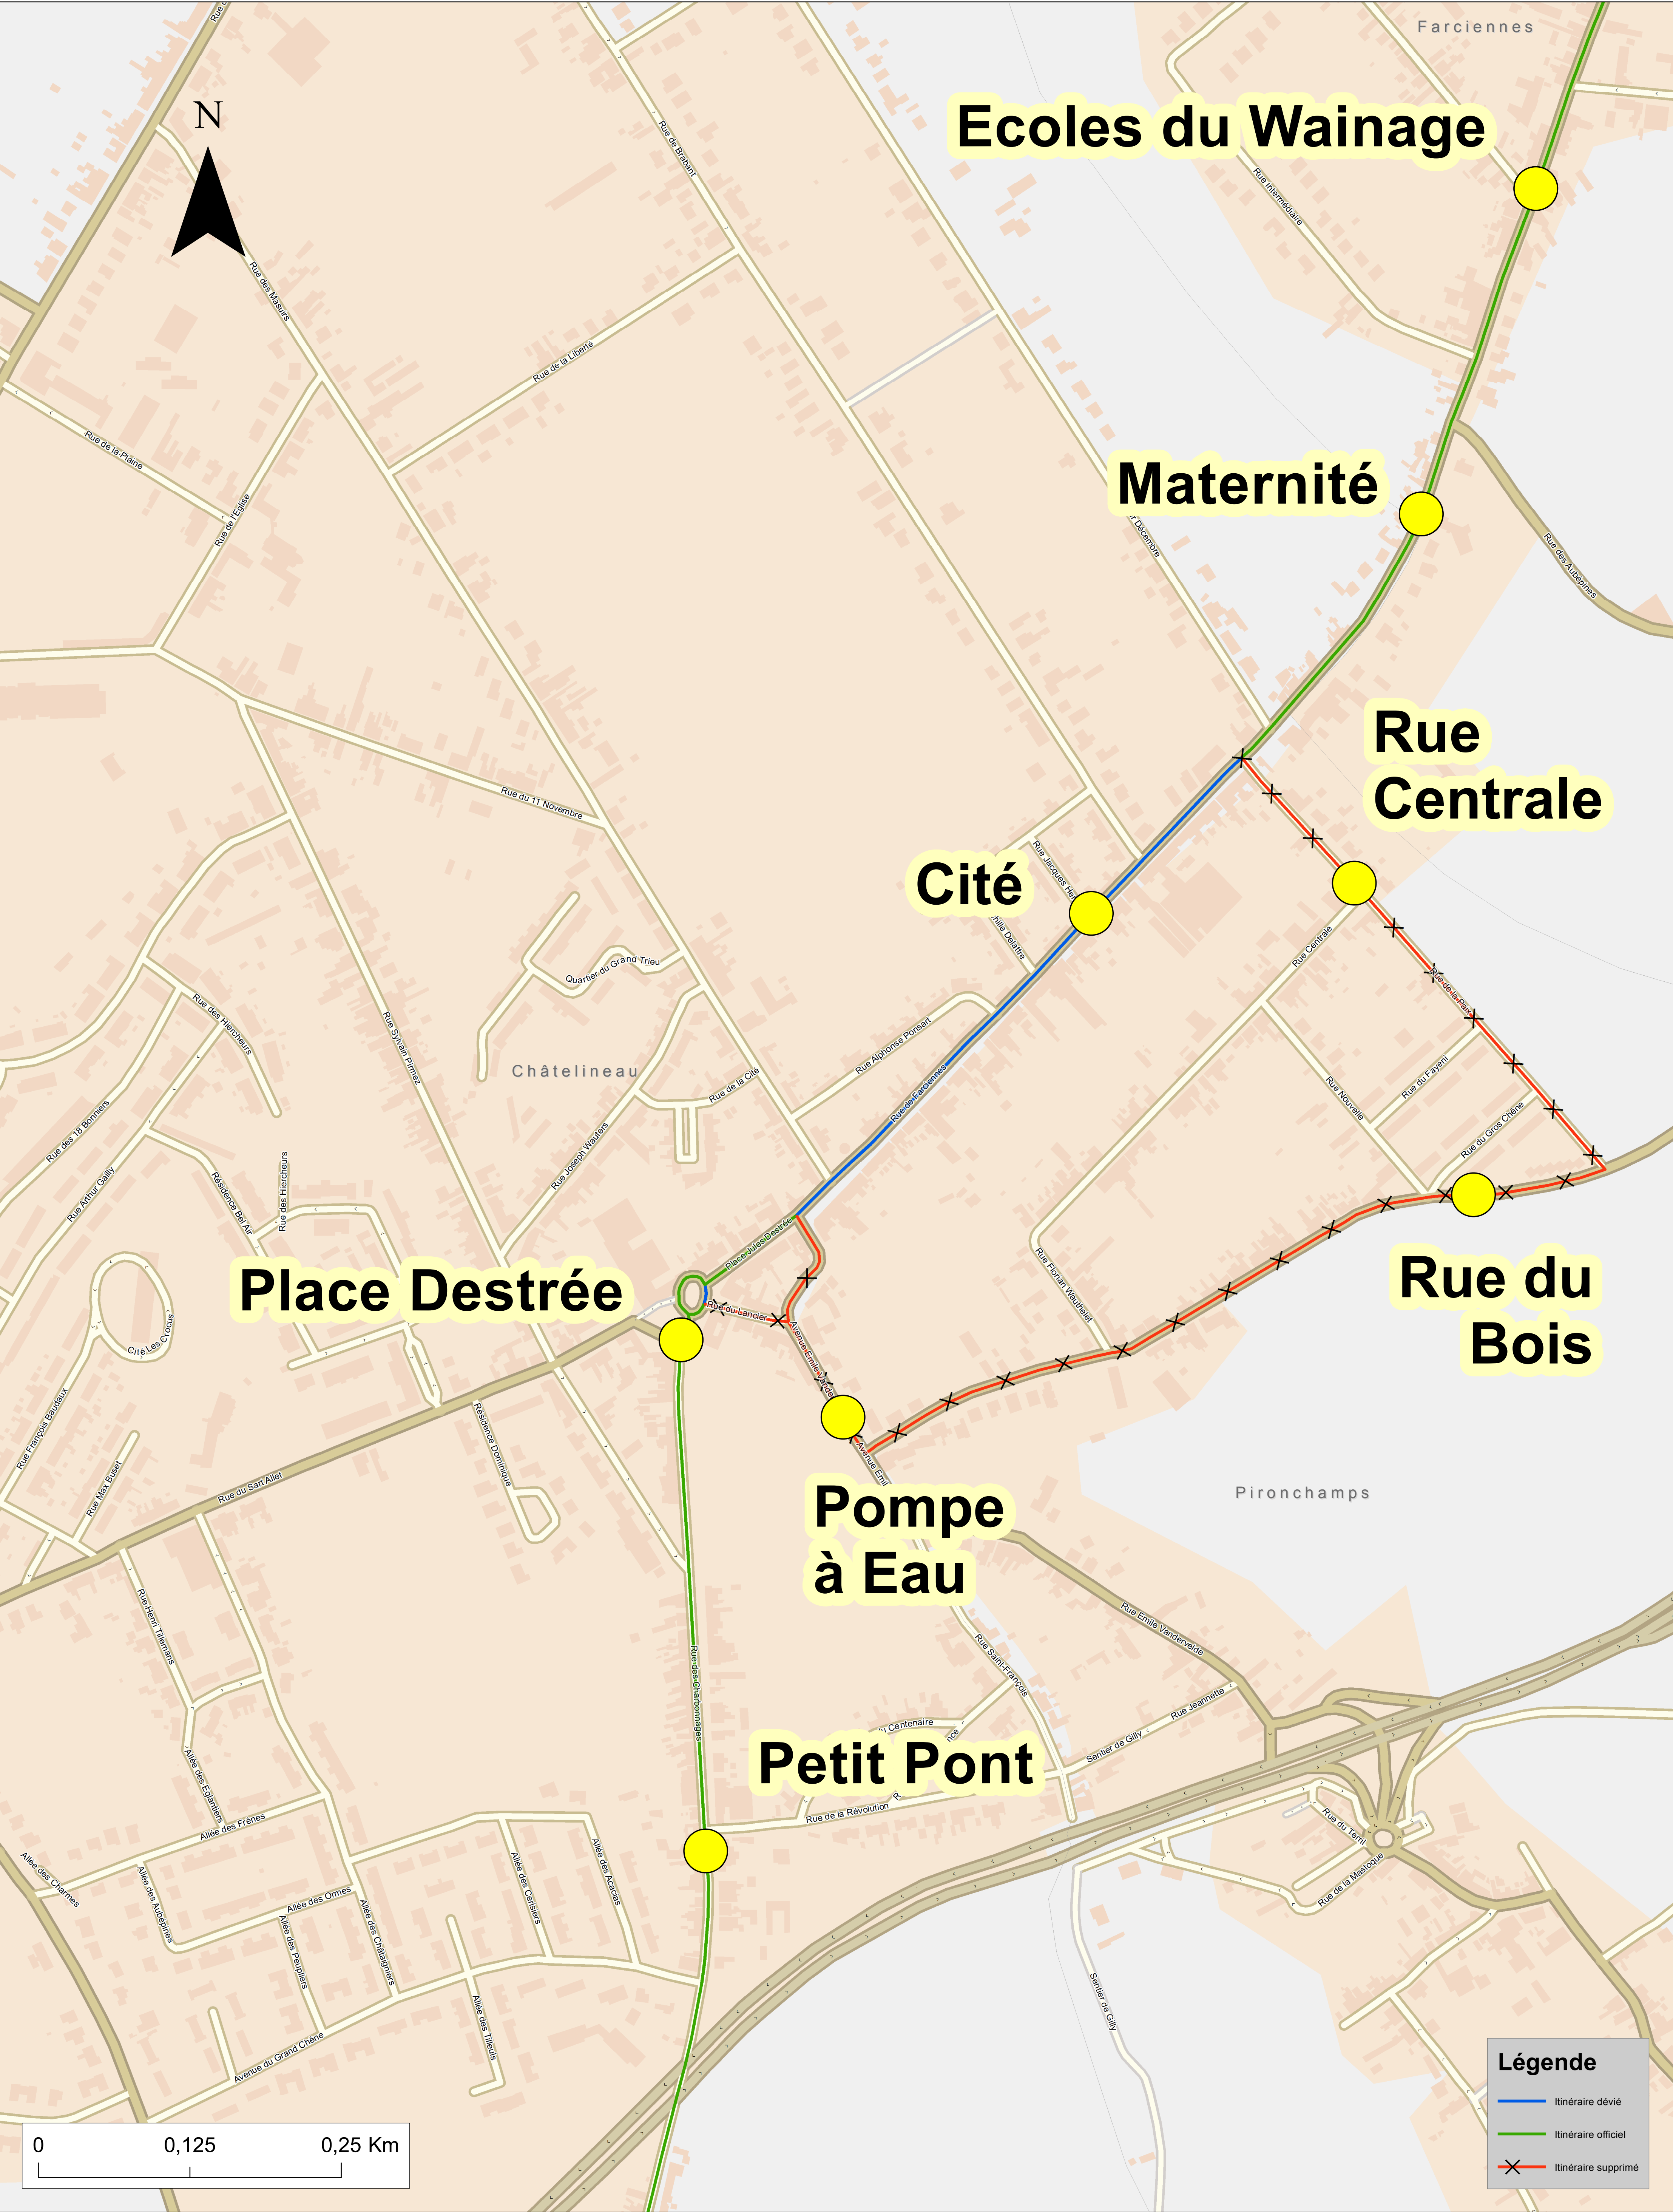 Farciennes
N
Ecoles du Wainage
Rue de Brabant
Rue Intermédiaire
Rue des Masuirs
Rue de la Liberté
Rue de la Plaine
Rue de l'Eglise
Maternité
Décembre
Rue des Aubépines
Rue
Centrale
Rue du 11 Novembre
Cité
Rue Centrale
Rue de la Paix
Quartier du Grand Trieu
Rue des Hiercheurs
Rue Sylvain Pirmez
Châtelineau
Rue Alphonse Ponsart
Rue de Farciennes
Rue de la Cité
Rue du Fayeni
Rue Nouvelle
Rue du Gros Chêne
Rue des 18 Bonniers
Rue Joseph Wauters
Rue Arthur Gailly
Rue des Hiercheurs
Résidence Bel Air
Place Jules Destrée
Place Destrée
Rue du Lancier
Rue Florian Wauthelet
Rue du
Bois
Cité Les Crocus
Rue François Baudaux
Résidence Dominique
Rue Max Buset
Rue du Sart Allet
Pironchamps
Pompe
à Eau
Rue Emile Vandervelde
Rue Henri Tillemans
Rue Saint-François
Rue des Charbonnages
Rue Jeannette
Centenaire
Sentier de Gilly
Petit Pont
Rue de la Révolution
Allée des Eglantiers
Allée des Frênes
Rue du Terril
Rue de la Mastoque
Allée des Charmes
Allée des Aubépines
Allée des Ormes
Allée des Cerisiers
Allée des Acacias
Allée des Peupliers
Allée des Châtaigniers
Allée des Tilleuls
Sentier de Gilly
Avenue du Grand Chêne
Légende
Itinéraire dévié
Itinéraire officiel
Itinéraire supprimé
0 0,125 0,25 Km